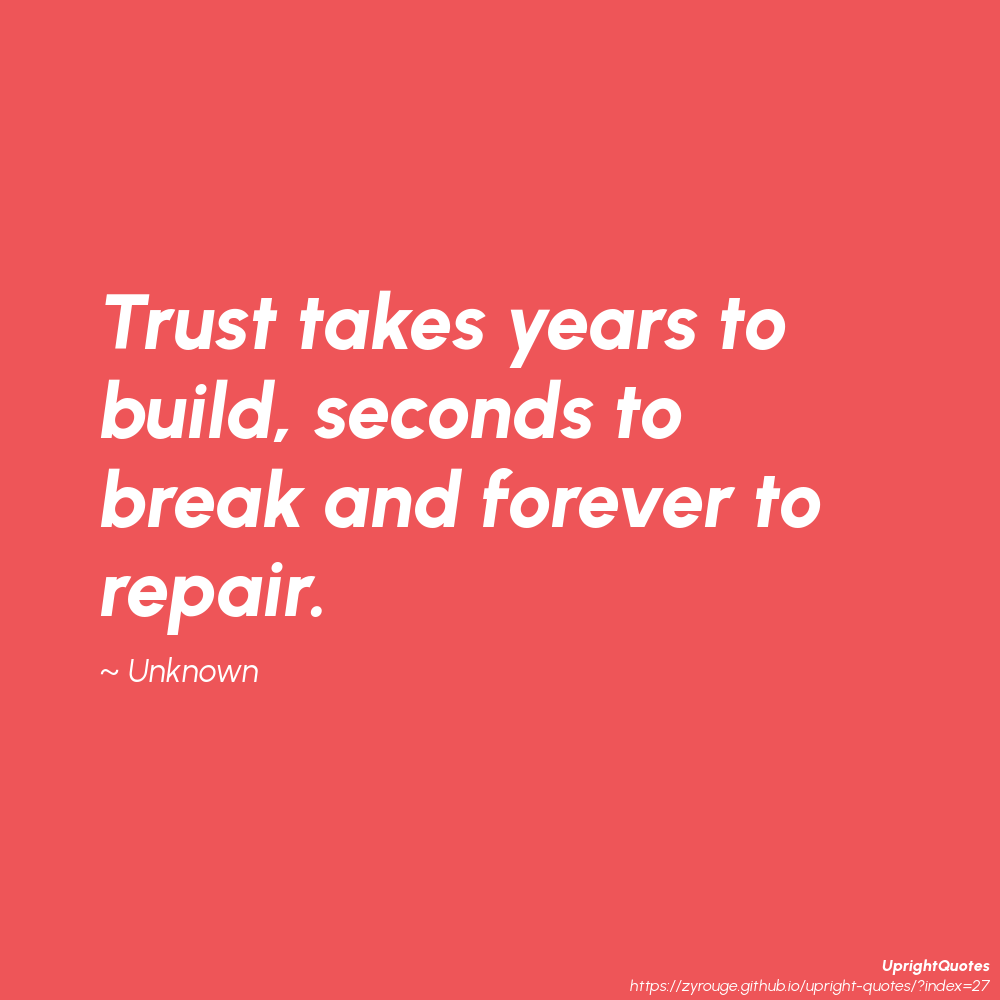 Trust takes years to
build, seconds to
break and forever to
repair.
~ Unknown
UprightQuotes
https://zyrouge.github.io/upright-quotes/?index=27